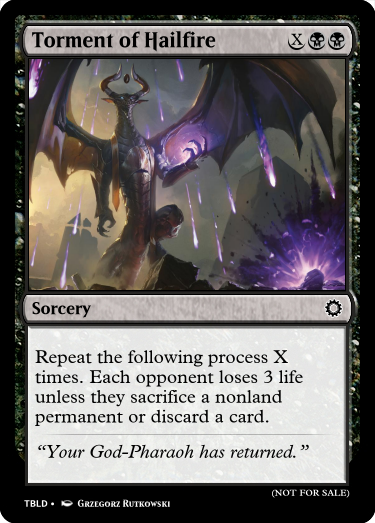 Torment of Hailfire X
Sorcery
Repeat the following process X
times. Each opponent loses 3 life
unless they sacrifice a nonland
permanent or discard a card.
“Your God-Pharaoh has returned.”
(NOT FOR SALE)
TBLD • Grzegorz Rutkowski